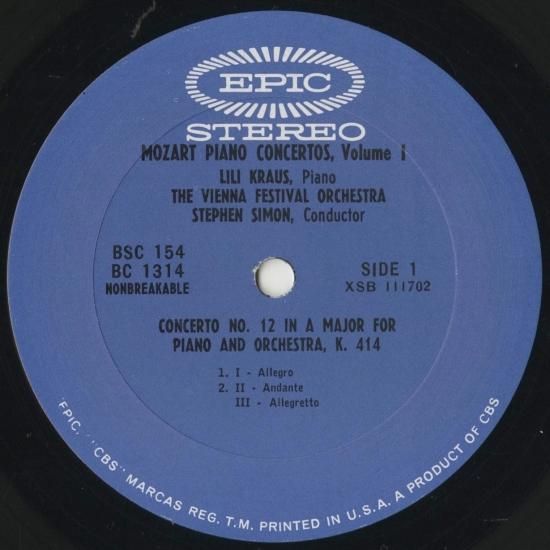 EPIC
STEREO
MOZART PIANO CONCERTOS, Volume I
LILI KRAUS, Piano
THE VIENNA FESTIVAL ORCHESTRA
STEPHEN SIMON, Conductor
BSC 154
BC 1314
NONBREAKABLE
SIDE 1
XSB 111702
CONCERTO NO. 12 IN A MAJOR FOR
PIANO AND ORCHESTRA, K. 414
1. I - Allegro
2. II - Andante
III - Allegretto
"EPIC," "CBS" MARCAS REG. T.M. PRINTED IN U.S.A. A PRODUCT OF CBS